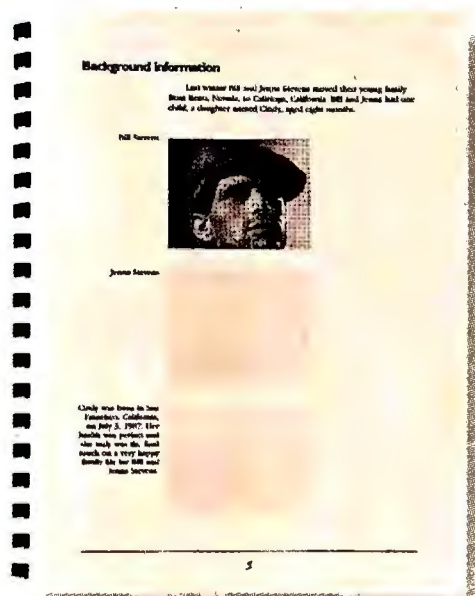 Background information
Last winter Bill and Jenna Stevens moved their young family
from Reno, Nevada, to Calistoga, California. Bill and Jenna had one
child, a daughter named Cindy, aged eight months.
Bill Stevens
Jenna Stevens
Cindy was born in San
Francisco, California,
on July 3, 1987. Her
health was perfect and
she truly was the
touch on a very happy
family life for Bill and
Jenna Stevens.